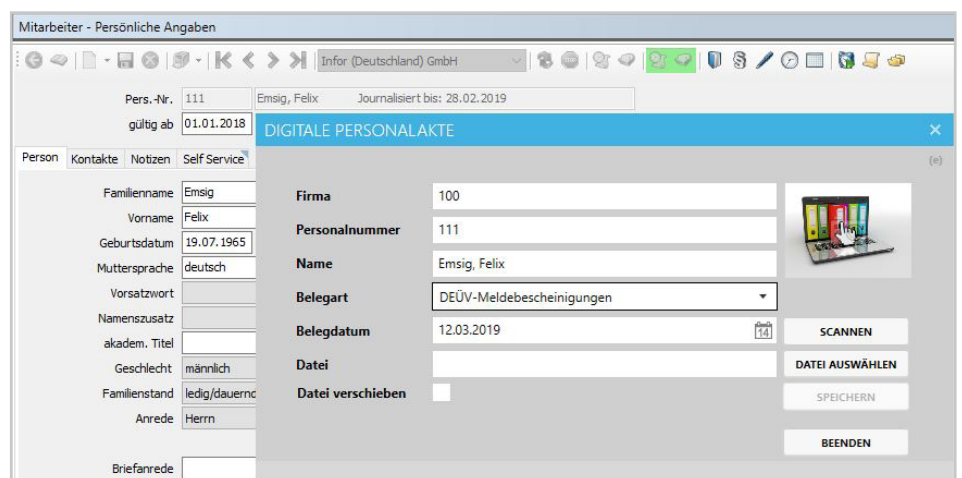 Mitarbeiter - Persönliche Angaben
Infor (Deutschland) GmbH
Pers.-Nr. 111 Emsig, Felix Journalisiert bis: 28.02.2019
gültig ab 01.01.2018
DIGITALE PERSONALAKTE
Person Kontakte Notizen Self Service
(e)
Familienname Emsig
Vorname Felix
Geburtsdatum 19.07.1965
Muttersprache deutsch
Vorsatzwort
Namenszusatz
akadem. Titel
Geschlecht männlich
Familienstand ledig/dauernd
Anrede Herrn
Briefanrede
Firma 100
Personalnummer 111
Name Emsig, Felix
Belegart DEÜV-Meldebescheinigungen
Belegdatum 12.03.2019 14 SCANNEN
Datei DATEI AUSWÄHLEN
Datei verschieben SPEICHERN
BEENDEN